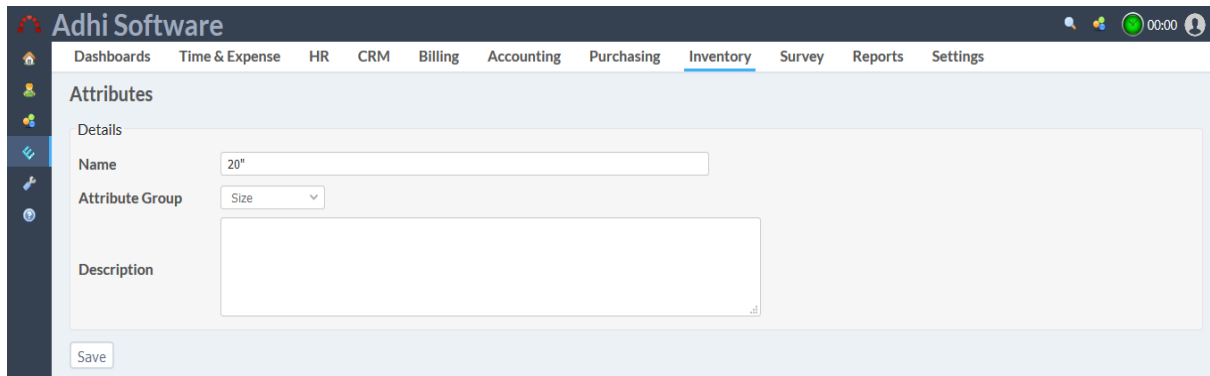 Adhi Software
00:00
Dashboards Time & Expense HR CRM Billing Accounting Purchasing Inventory Survey Reports Settings
Attributes
Details
Name 20"
Attribute Group Size
Description
Save